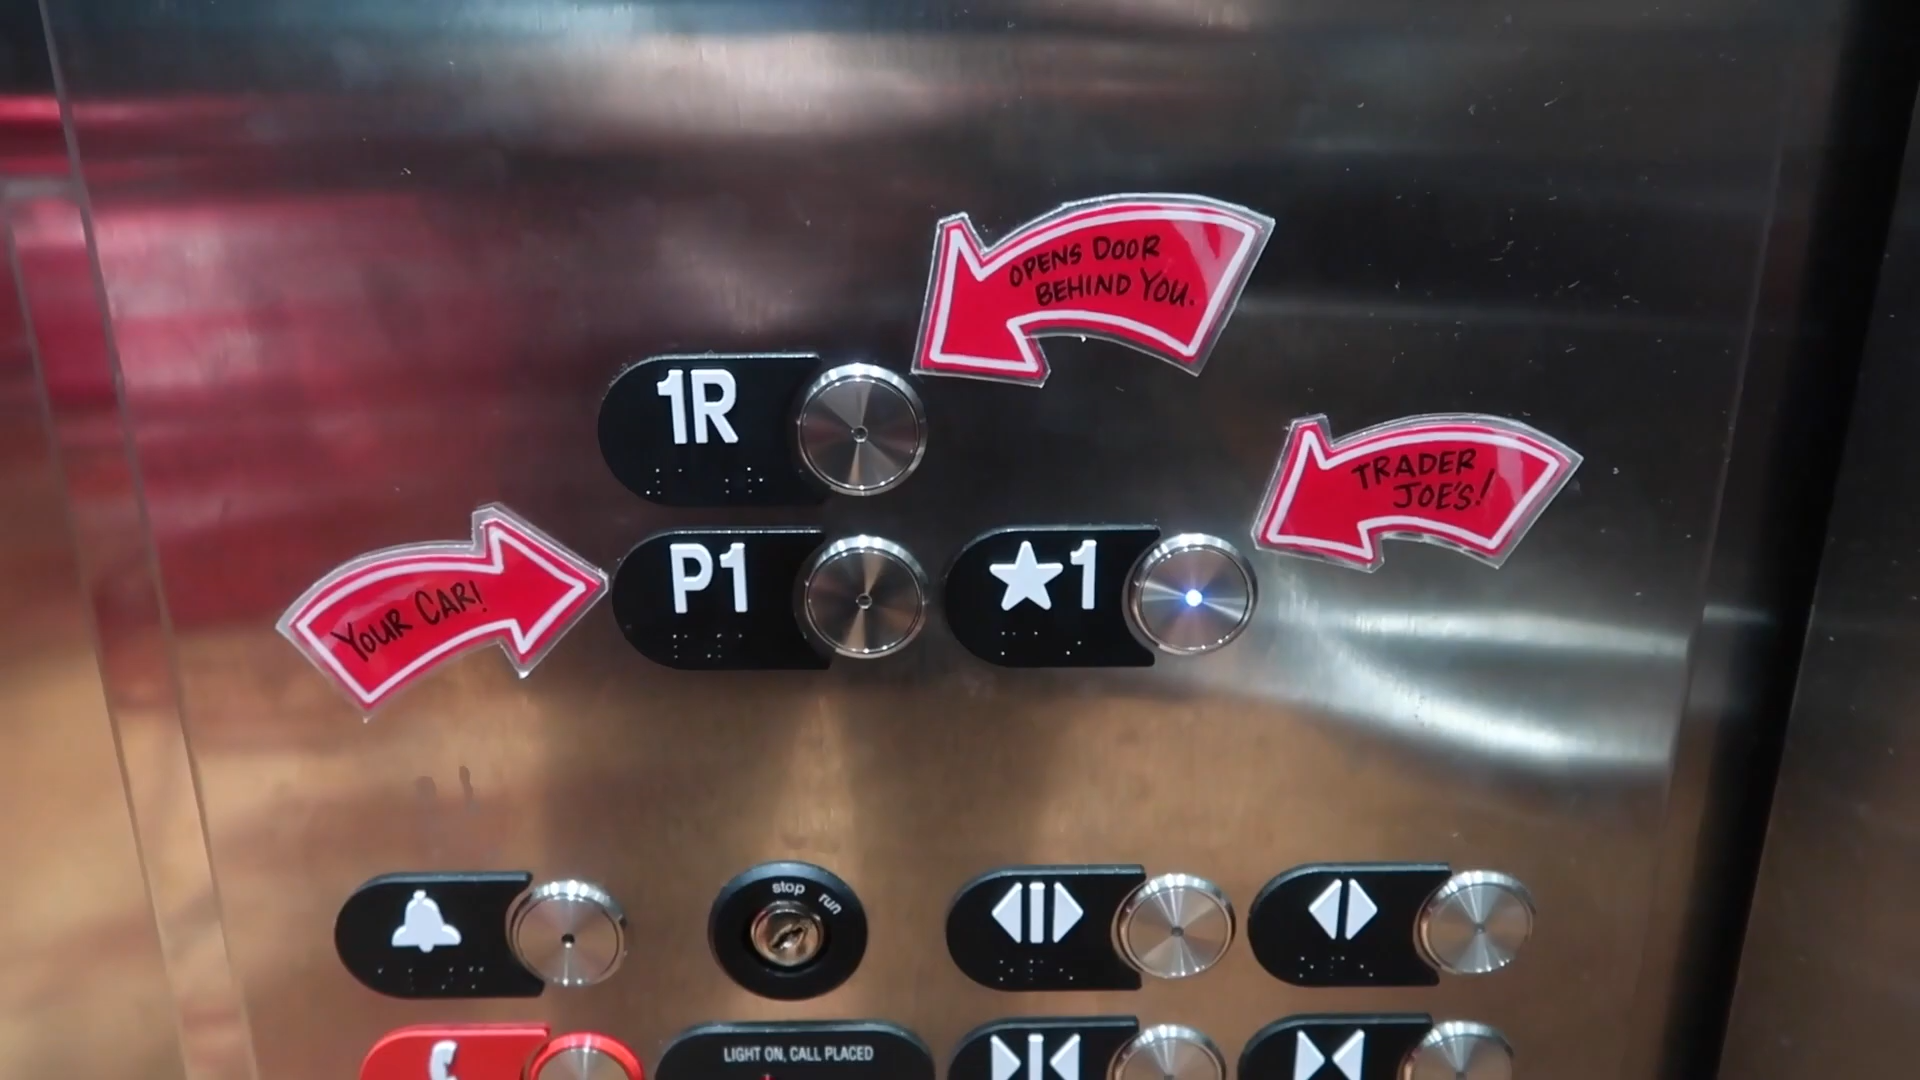 OPENS DOOR
BEHIND YOU.
1R
TRADER
JOE'S!
YOUR CAR!
P1
★1
stop
run
LIGHT ON, CALL PLACED